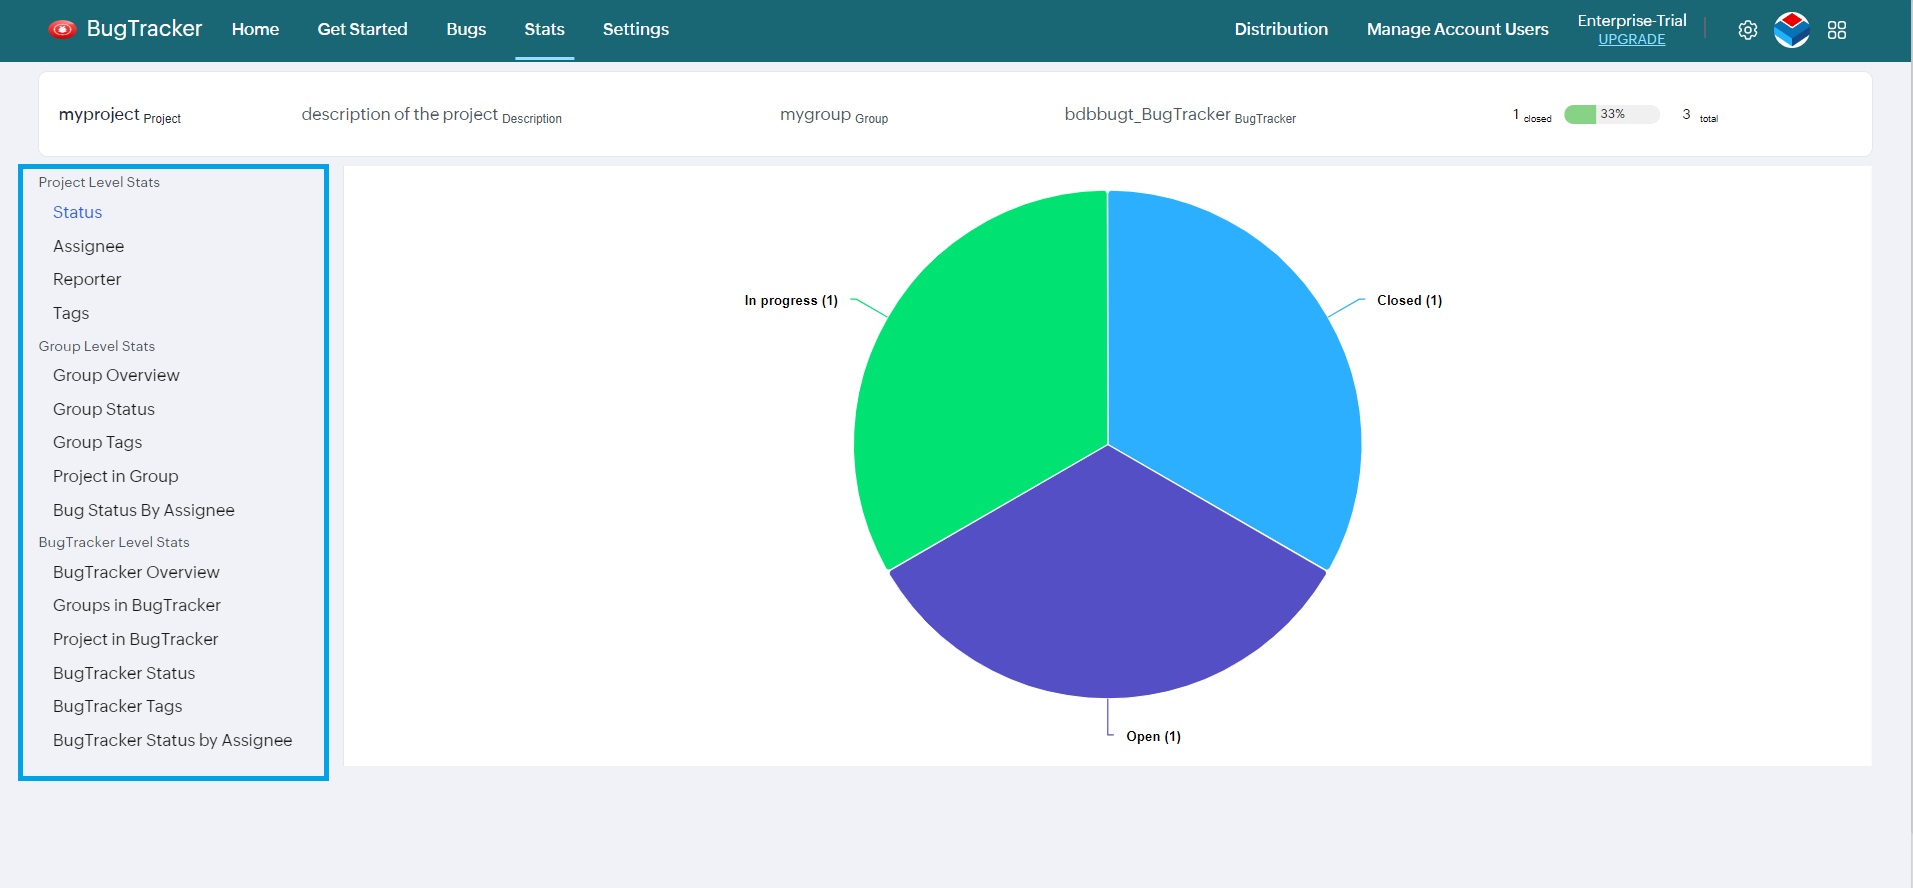 BugTracker Home Get Started Bugs Stats Settings Distribution Manage Account Users Enterprise-Trial
UPGRADE
myproject Project description of the project Description mygroup Group bdbbugt_BugTracker BugTracker 1 closed 33% 3 total
Project Level Stats
Status
Assignee
Reporter
Tags
Group Level Stats
Group Overview
Group Status
Group Tags
Project in Group
Bug Status By Assignee
BugTracker Level Stats
BugTracker Overview
Groups in BugTracker
Project in BugTracker
BugTracker Status
BugTracker Tags
BugTracker Status by Assignee
In progress (1)
Closed (1)
Open (1)